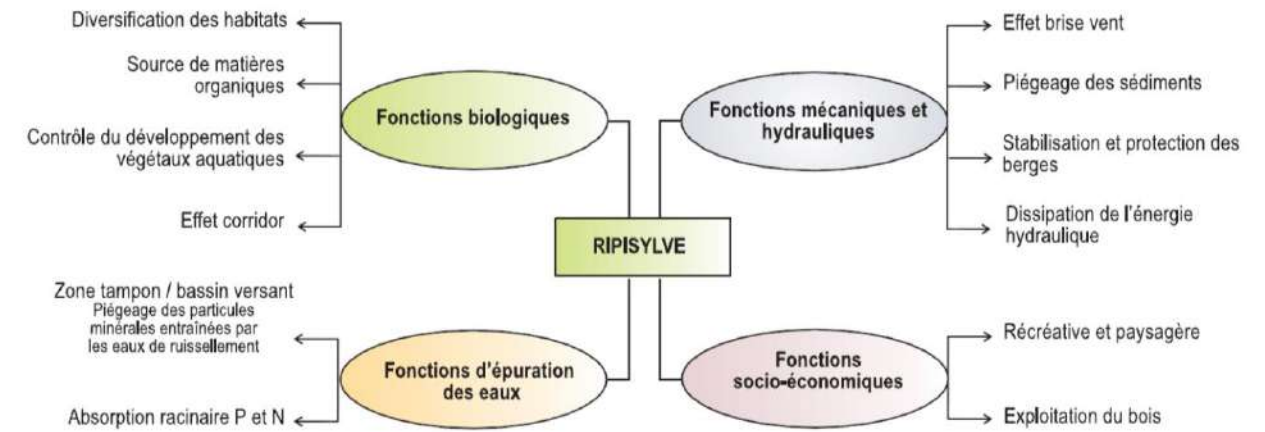 Diversification des habitats
Source de matières
organiques
Contrôle du développement des
végétaux aquatiques
Effet corridor
Fonctions biologiques
Fonctions mécaniques et
hydrauliques
Effet brise vent
Piégeage des sédiments
Stabilisation et protection des
berges
Dissipation de l'énergie
hydraulique
RIPISYLVE
Zone tampon / bassin versant
Piégeage des particules
minérales entraînées par
les eaux de ruissellement
Absorption racinaire P et N
Fonctions d'épuration
des eaux
Fonctions
socio-économiques
Récréative et paysagère
Exploitation du bois